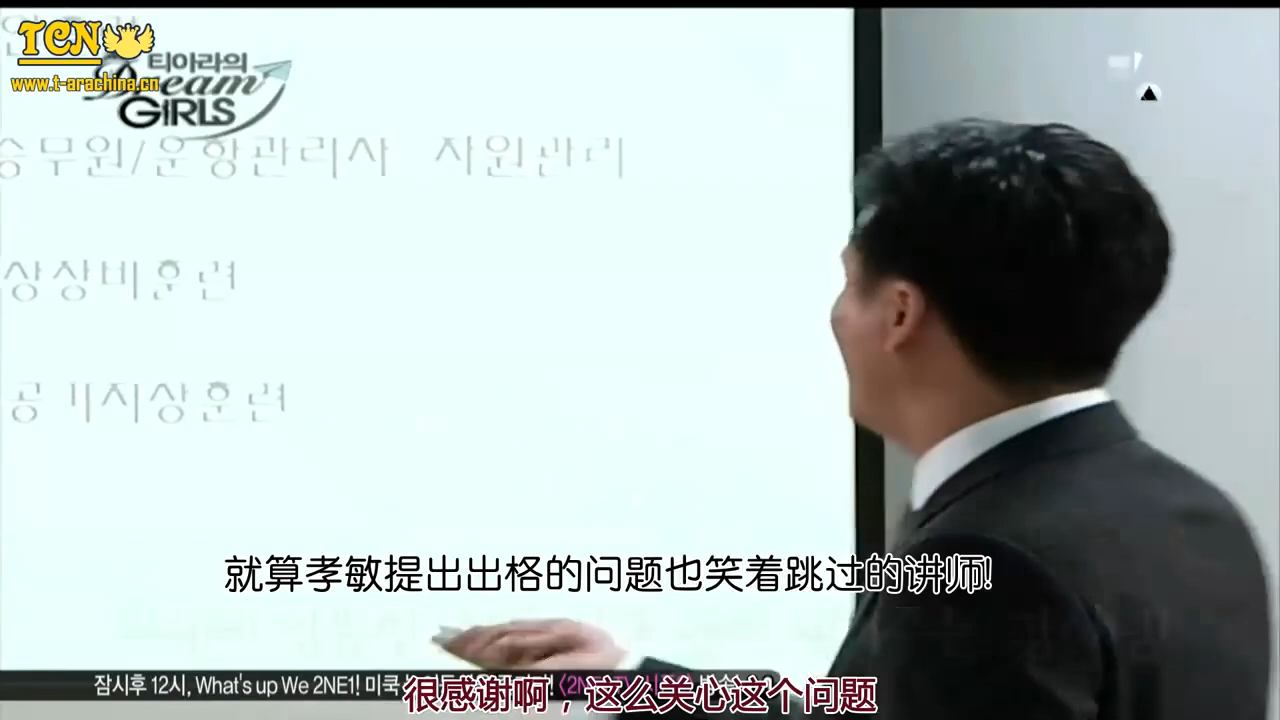 TCN
www.t-arachina.cn
티아라의
Dream
GIRLS
승무원/운항관리사 자원관리
상상비훈련
공 지상훈련
就算孝敏提出出格的问题也笑着跳过的讲师!
很感谢啊，这么关心这个问题
잠시후 12시, What's up We 2NE1! 미국